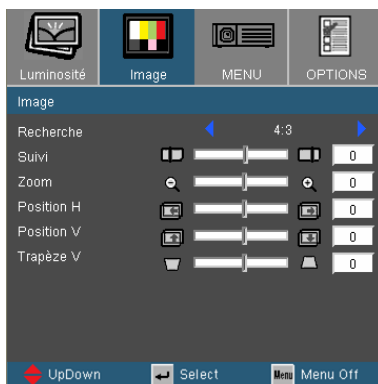 Luminosité Image MENU OPTIONS
Image
Recherche 4:3
Suivi 0
Zoom 0
Position H 0
Position V 0
Trapèze V 0
UpDown Select Menu Menu Off